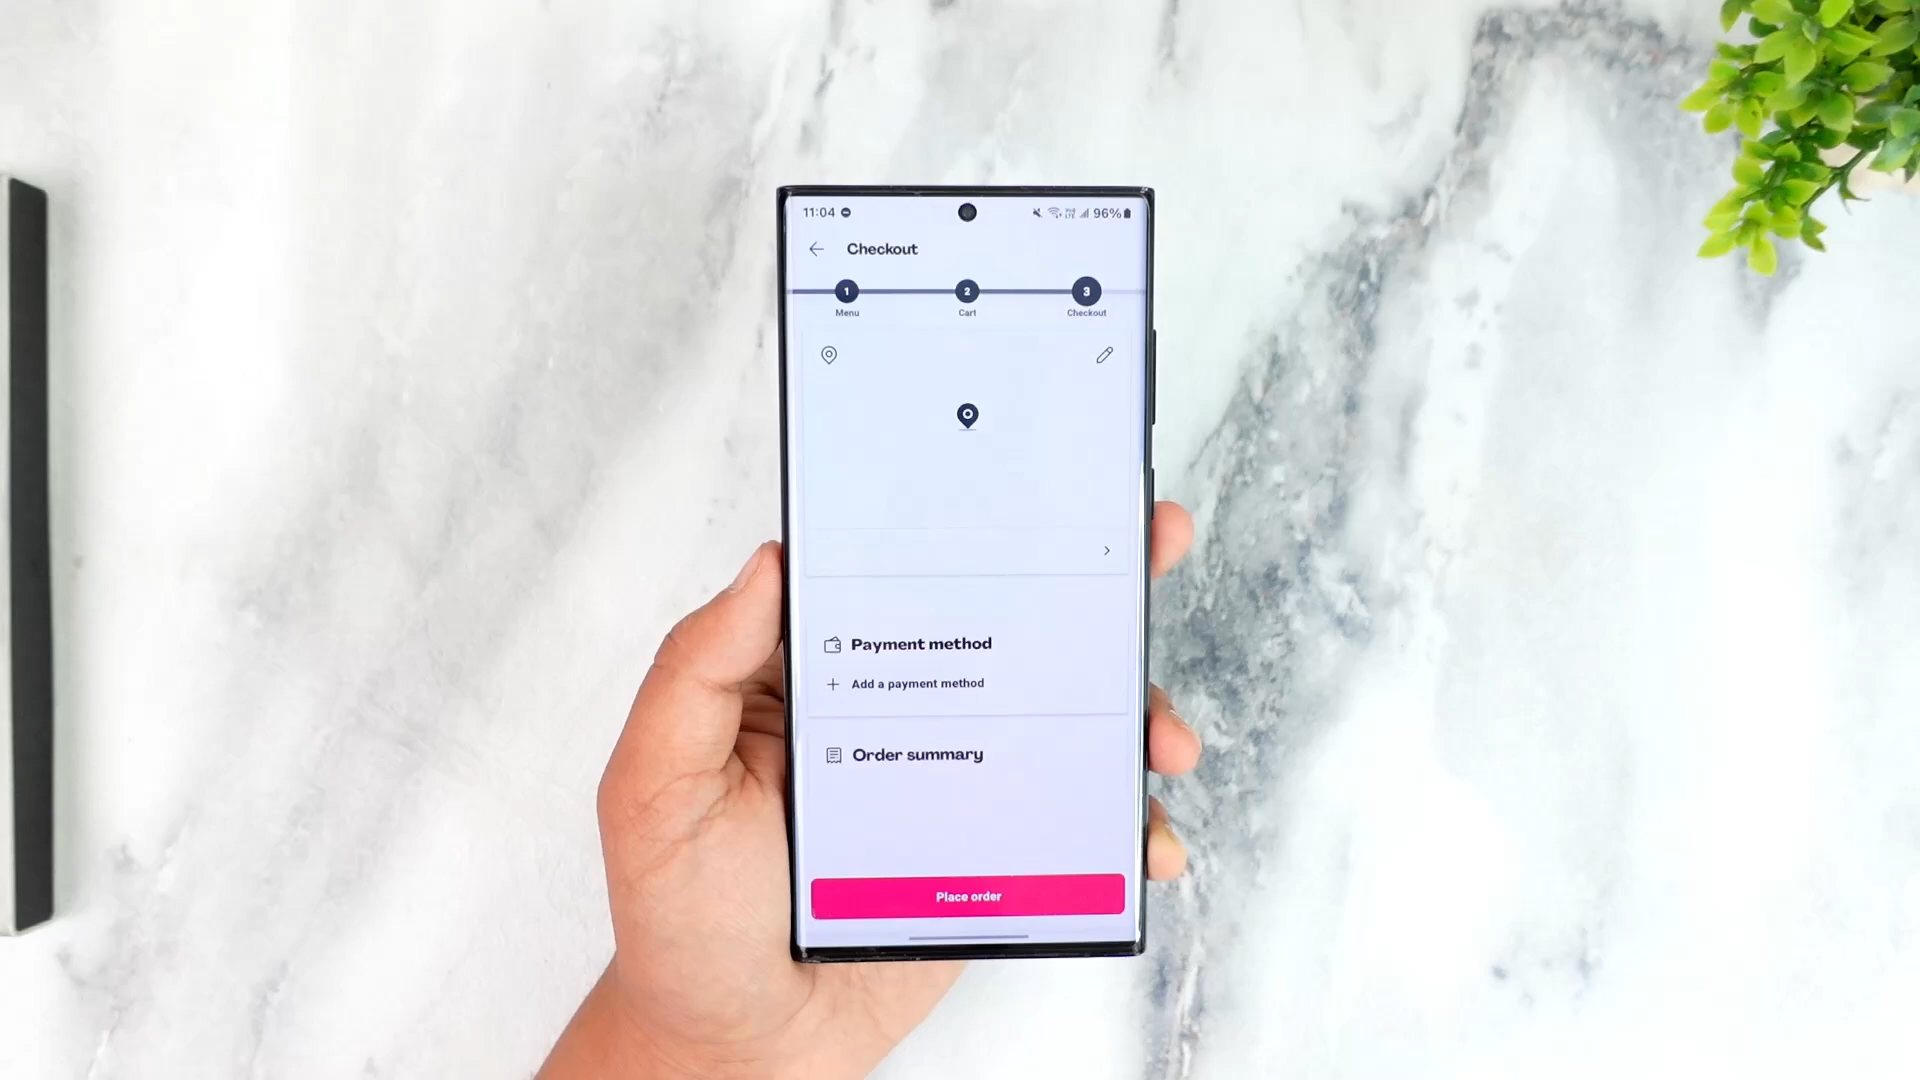 11:04
96%
Checkout
1 2 3
Menu Cart Checkout
Payment method
Add a payment method
Order summary
Place order